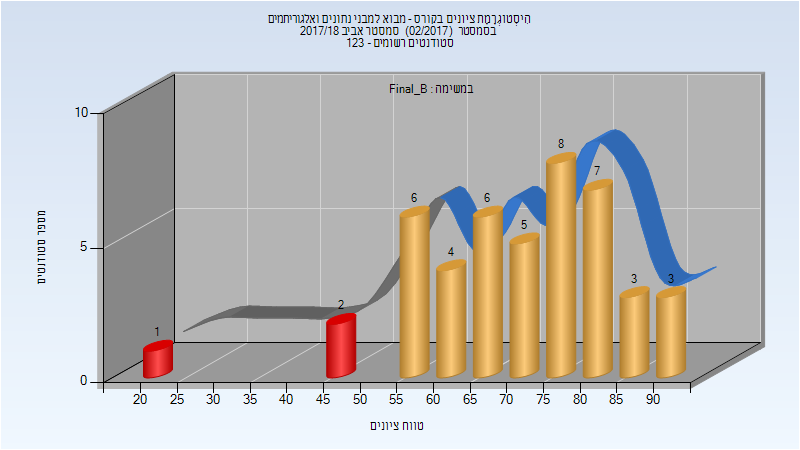 היסטוגרמת ציונים בקורס - מבוא למבני נתונים ואלגוריתמים
בסמסטר (02/2017) סמסטר אביב 2017/18
סטודנטים רשומים - 123
במשימה : Final_B
מספר סטודנטים
10
5
0
1
2
6
4
6
5
8
7
3
3
20 25 30 35 40 45 50 55 60 65 70 75 80 85 90
טווח ציונים